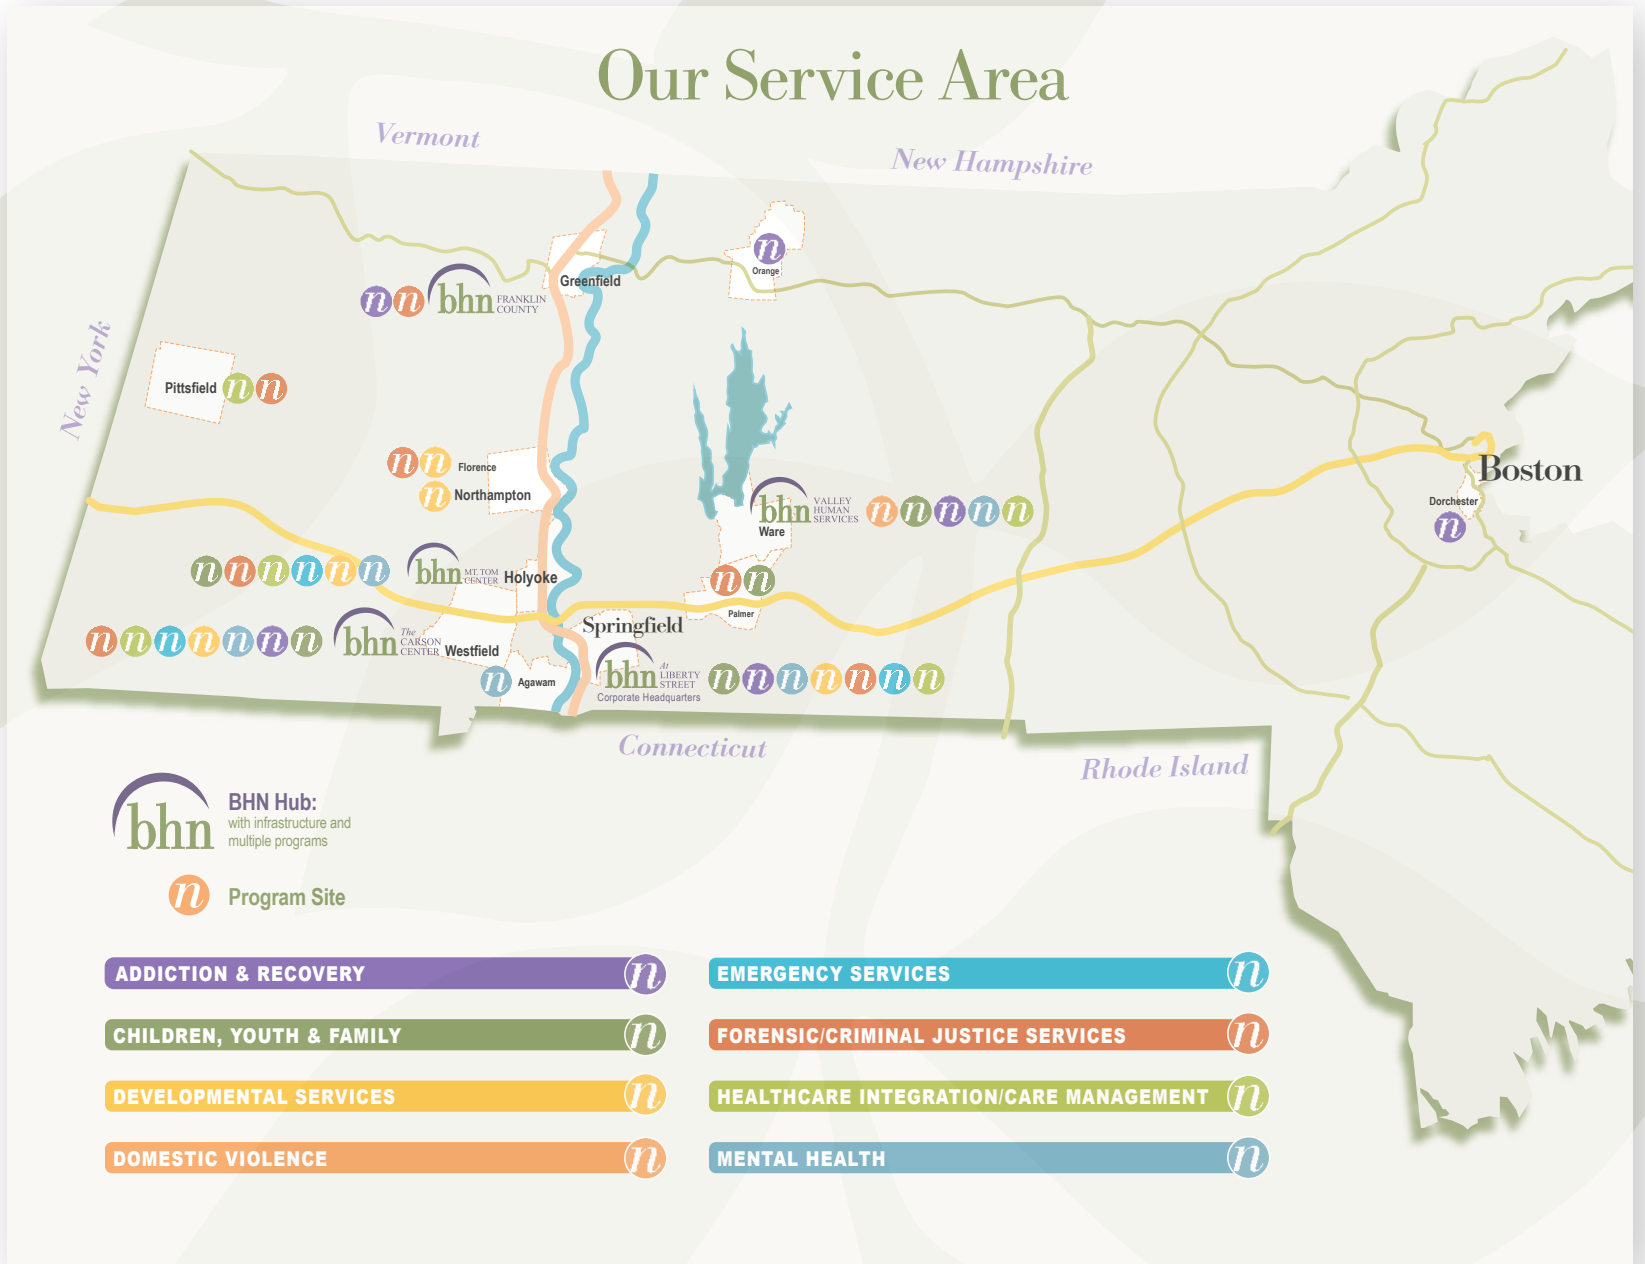 Our Service Area
Vermont
New Hampshire
n
Orange
Greenfield
n n bhn FRANKLIN
COUNTY
New York
Pittsfield n n
n n Florence
n Northampton
bhn VALLEY
HUMAN
SERVICES n n n n n
Ware
Boston
Dorchester
n
n n n n n n bhn MT. TOM
CENTER Holyoke
n n
Palmer
n n n n n n n bhn The
CARSON
CENTER Westfield
Springfield
n Agawam
bhn At
LIBERTY
STREET n n n n n n n
Corporate Headquarters
Connecticut
Rhode Island
bhn BHN Hub:
with infrastructure and
multiple programs
n Program Site
ADDICTION & RECOVERY n
EMERGENCY SERVICES n
CHILDREN, YOUTH & FAMILY n
FORENSIC/CRIMINAL JUSTICE SERVICES n
DEVELOPMENTAL SERVICES n
HEALTHCARE INTEGRATION/CARE MANAGEMENT n
DOMESTIC VIOLENCE n
MENTAL HEALTH n